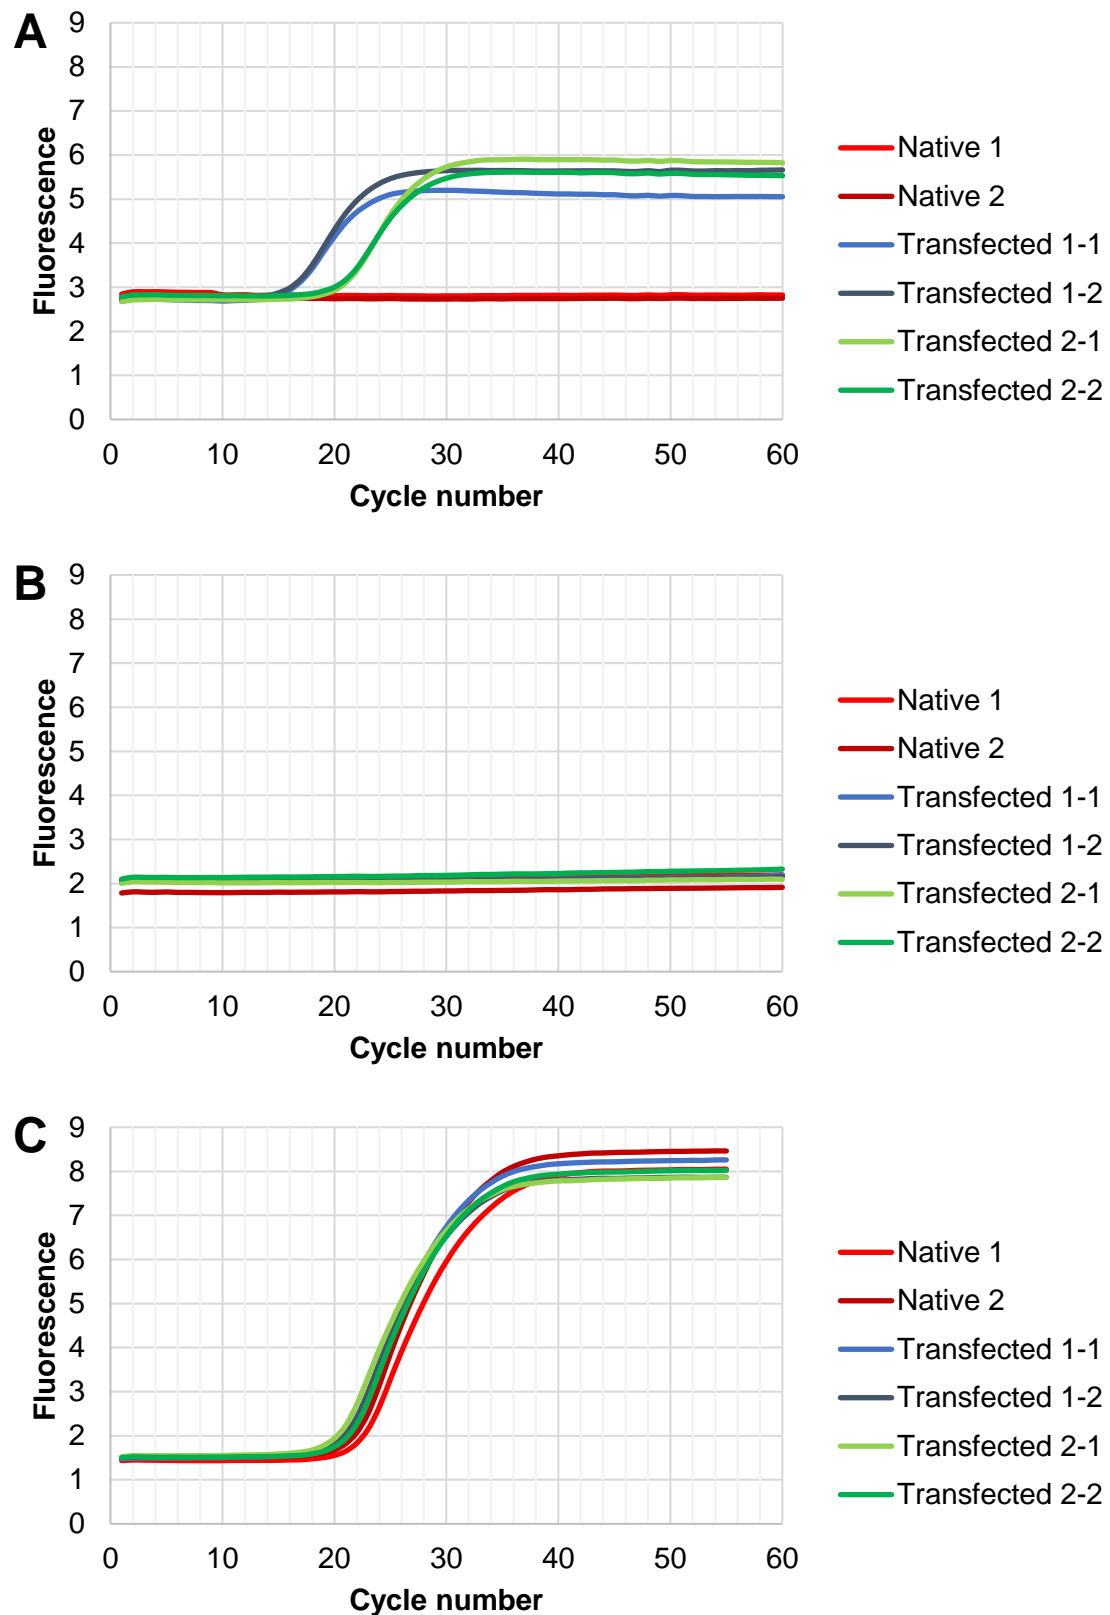 A
9
8
7
6
5
4
3
2
1
0
Fluorescence
0 10 20 30 40 50 60
Cycle number
Native 1
Native 2
Transfected 1-1
Transfected 1-2
Transfected 2-1
Transfected 2-2
B
9
8
7
6
5
4
3
2
1
0
Fluorescence
0 10 20 30 40 50 60
Cycle number
Native 1
Native 2
Transfected 1-1
Transfected 1-2
Transfected 2-1
Transfected 2-2
C
9
8
7
6
5
4
3
2
1
0
Fluorescence
0 10 20 30 40 50 60
Cycle number
Native 1
Native 2
Transfected 1-1
Transfected 1-2
Transfected 2-1
Transfected 2-2